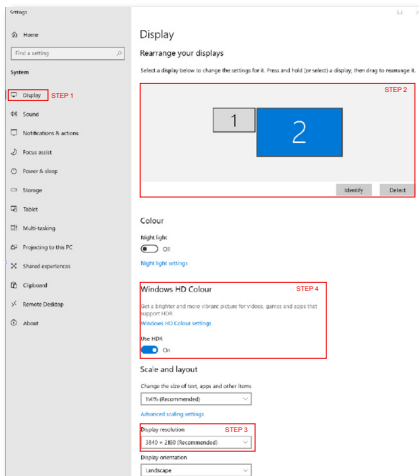 Settings
Home
Find a setting
System
Display STEP 1
Sound
Notifications & actions
Focus assist
Power & sleep
Storage
Tablet
Multi-tasking
Projecting to this PC
Shared experiences
Clipboard
Remote Desktop
About
Display
Rearrange your displays
Select a display below to change the settings for it. Press and hold (or select) a display, then drag to rearrange it.
STEP 2
1
2
Identify Detect
Colour
Night light
Off
Night light settings
Windows HD Colour STEP 4
Get a brighter and more vibrant picture for videos, games and apps that
support HDR
Windows HD Colour settings
Use HDR
On
Scale and layout
Change the size of text, apps and other items
(Recommended)
Advanced scaling settings
Display resolution STEP 3
3840 × 2160 (Recommended)
Display orientation
Landscape